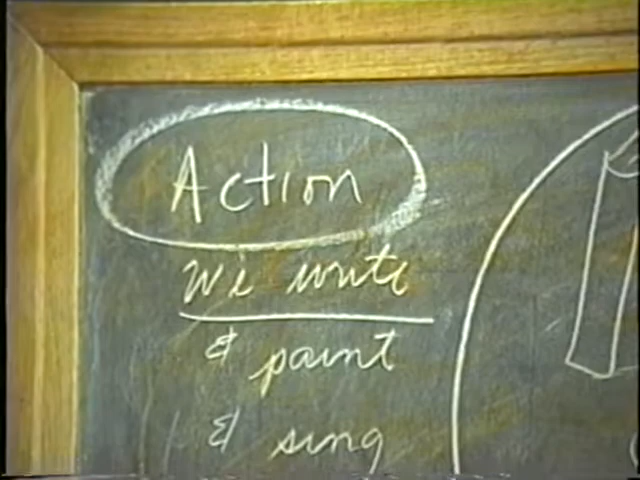 Action
We write
& paint
& sing